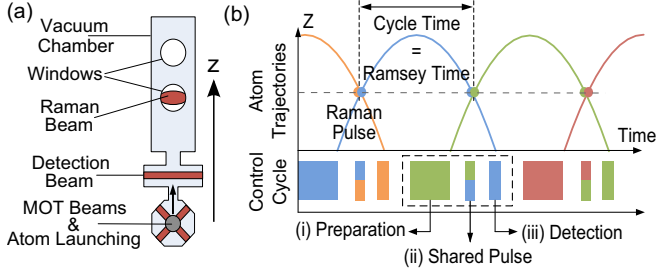 (a)
Vacuum
Chamber
Windows
Raman
Beam
Detection
Beam
MOT Beams
&
Atom Launching
Z
(b)
Z
Cycle Time
=
Ramsey Time
Raman
Pulse
Atom
Trajectories
Time
Control
Cycle
(i) Preparation
(ii) Shared Pulse
(iii) Detection